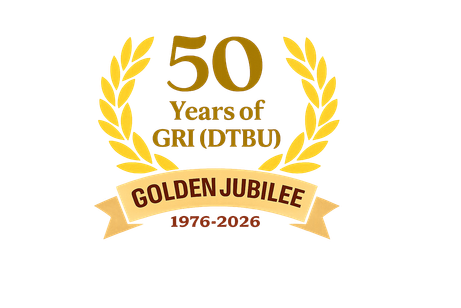 50
Years of
GRI (DTBU)
GOLDEN JUBILEE
1976-2026